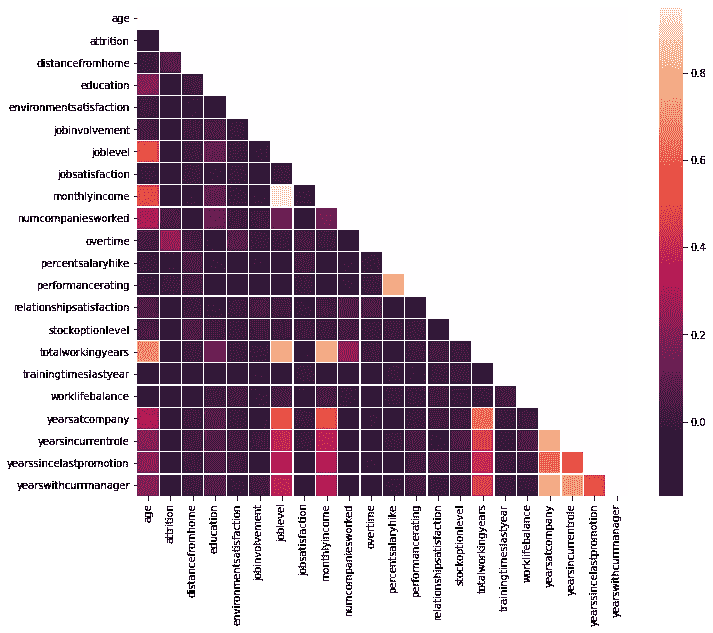 age
attrition
distancefromhome
education
environmentsatisfaction
jobinvolvement
joblevel
jobsatisfaction
monthlyincome
numcompaniesworked
overtime
percentsalaryhike
performancerating
relationshipsatisfaction
stockoptionlevel
totalworkingyears
trainingtimeslastyear
worklifebalance
yearsatcompany
yearsincurrentrole
yearssincelastpromotion
yearswithcurrmanager
age
attrition
distancefromhome
education
environmentsatisfaction
jobinvolvement
joblevel
jobsatisfaction
monthlyincome
numcompaniesworked
overtime
percentsalaryhike
performancerating
relationshipsatisfaction
stockoptionlevel
totalworkingyears
trainingtimeslastyear
worklifebalance
yearsatcompany
yearsincurrentrole
yearssincelastpromotion
yearswithcurrmanager
0.8
0.6
0.4
0.2
0.0